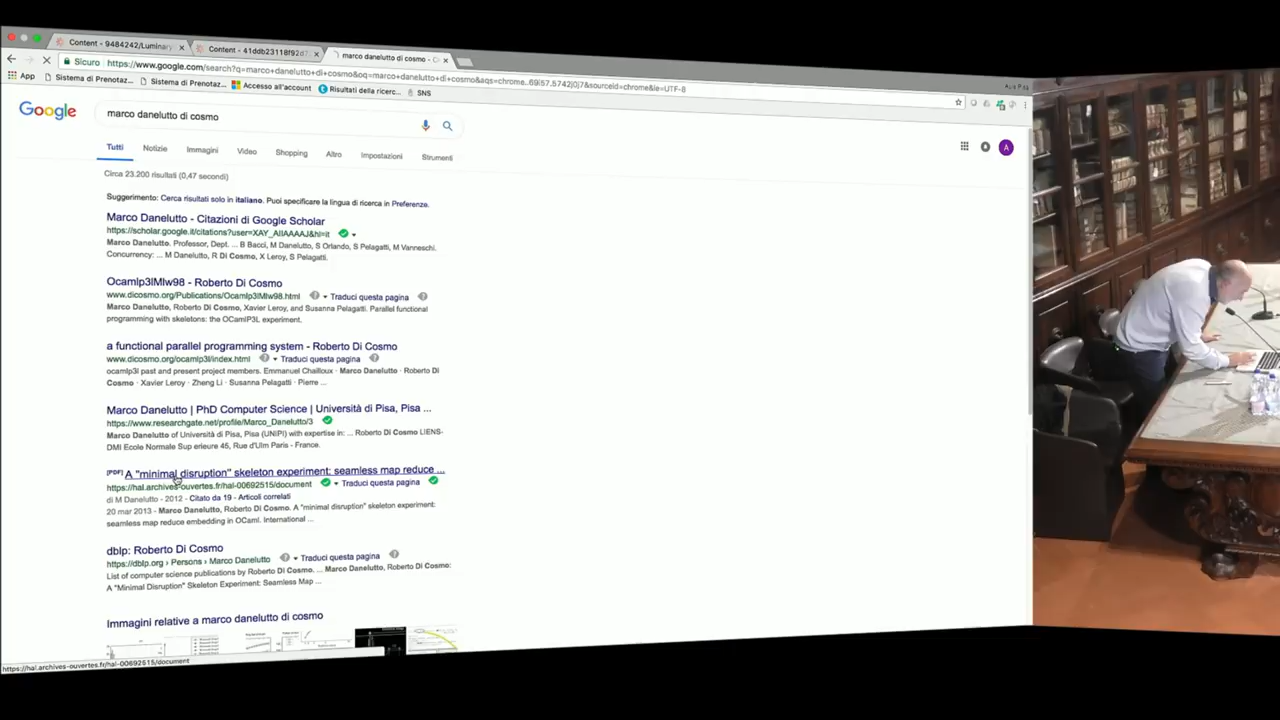 Content - 9484242/Luminary
Content - 41ddb23118f92d7
marco danelutto di cosmo - G
Sicuro
https://www.google.com/search?q=marco+danelutto+di+cosmo&oq=marco+danelutto+di+cosmo&aqs=chrome..69i57.5742j0j7&sourceid=chrome&ie=UTF-8
App
Sistema di Prenotaz...
Sistema di Prenotaz...
Accesso all'account
Risultati della ricerc...
SNS
Google
marco danelutto di cosmo
A
Tutti
Notizie
Immagini
Video
Shopping
Altro
Impostazioni
Strumenti
Circa 23.200 risultati (0,47 secondi)
Suggerimento: Cerca risultati solo in italiano. Puoi specificare la lingua di ricerca in Preferenze.
Marco Danelutto - Citazioni di Google Scholar
https://scholar.google.it/citations?user=XAY_AIIAAAAJ&hl=it
Marco Danelutto. Professor, Dept. ... B Bacci, M Danelutto, S Orlando, S Pelagatti, M Vanneschi.
Concurrency: ... M Danelutto, R Di Cosmo, X Leroy, S Pelagatti.
Ocamlp3lMlw98 - Roberto Di Cosmo
www.dicosmo.org/Publications/Ocamlp3lMlw98.html
Traduci questa pagina
Marco Danelutto, Roberto Di Cosmo, Xavier Leroy, and Susanna Pelagatti. Parallel functional
programming with skeletons: the OCamlP3L experiment.
a functional parallel programming system - Roberto Di Cosmo
www.dicosmo.org/ocamlp3l/index.html
Traduci questa pagina
ocamlp3l past and present project members. Emmanuel Chailloux · Marco Danelutto · Roberto Di
Cosmo · Xavier Leroy · Zheng Li · Susanna Pelagatti · Pierre ...
Marco Danelutto | PhD Computer Science | Università di Pisa, Pisa ...
https://www.researchgate.net/profile/Marco_Danelutto/3
Marco Danelutto of Università di Pisa, Pisa (UNIPI) with expertise in: ... Roberto Di Cosmo LIENS-
DMI Ecole Normale Sup erieure 45, Rue d'Ulm Paris - France.
[PDF] A "minimal disruption" skeleton experiment: seamless map reduce ...
https://hal.archives-ouvertes.fr/hal-00692515/document
Traduci questa pagina
di M Danelutto - 2012 - Citato da 19 - Articoli correlati
20 mar 2013 - Marco Danelutto, Roberto Di Cosmo. A "minimal disruption" skeleton experiment:
seamless map reduce embedding in OCaml. International ...
dblp: Roberto Di Cosmo
https://dblp.org › Persons › Marco Danelutto
Traduci questa pagina
List of computer science publications by Roberto Di Cosmo. ... Marco Danelutto, Roberto Di Cosmo:
A "Minimal Disruption" Skeleton Experiment: Seamless Map ...
Immagini relative a marco danelutto di cosmo
https://hal.archives-ouvertes.fr/hal-00692515/document